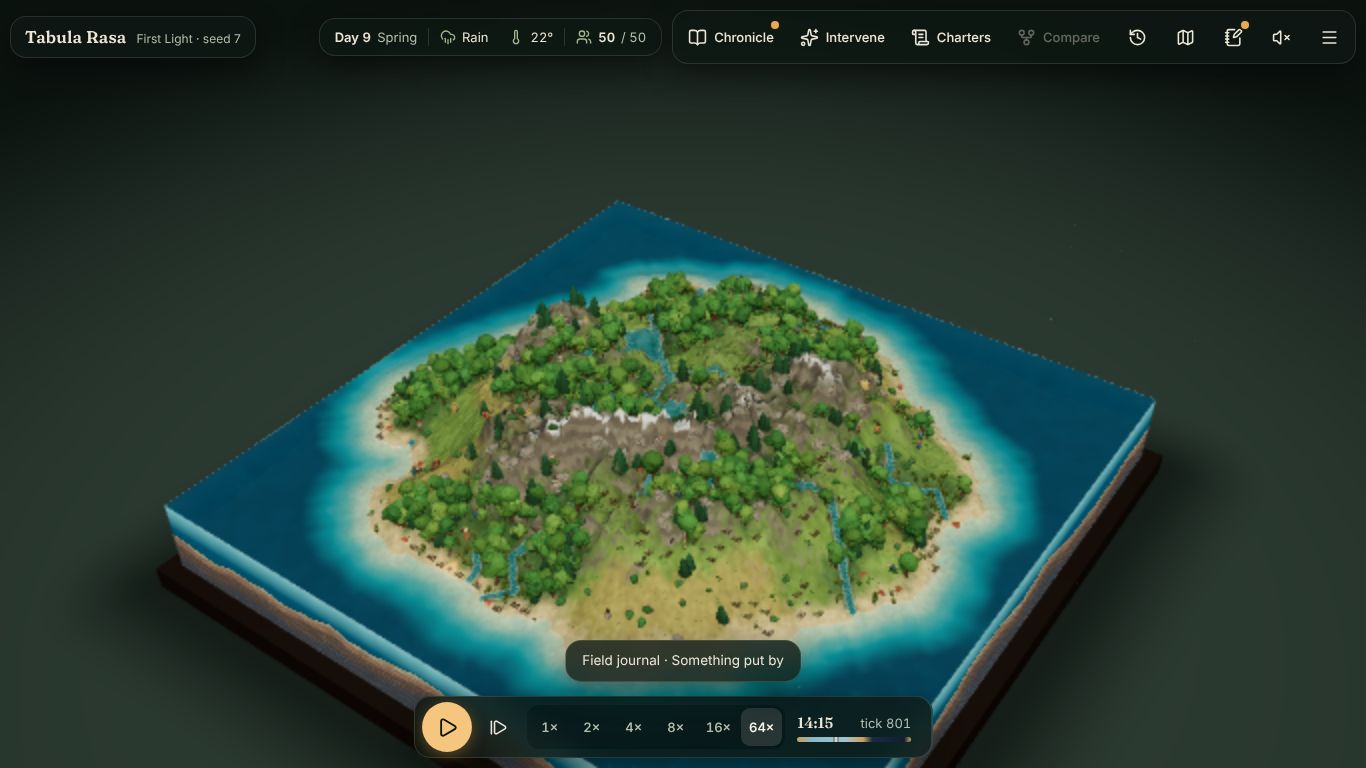 Tabula Rasa First Light · seed 7
Day 9 Spring Rain 22° 50 / 50
Chronicle Intervene Charters Compare
Field journal · Something put by
1× 2× 4× 8× 16× 64× 14:15 tick 801